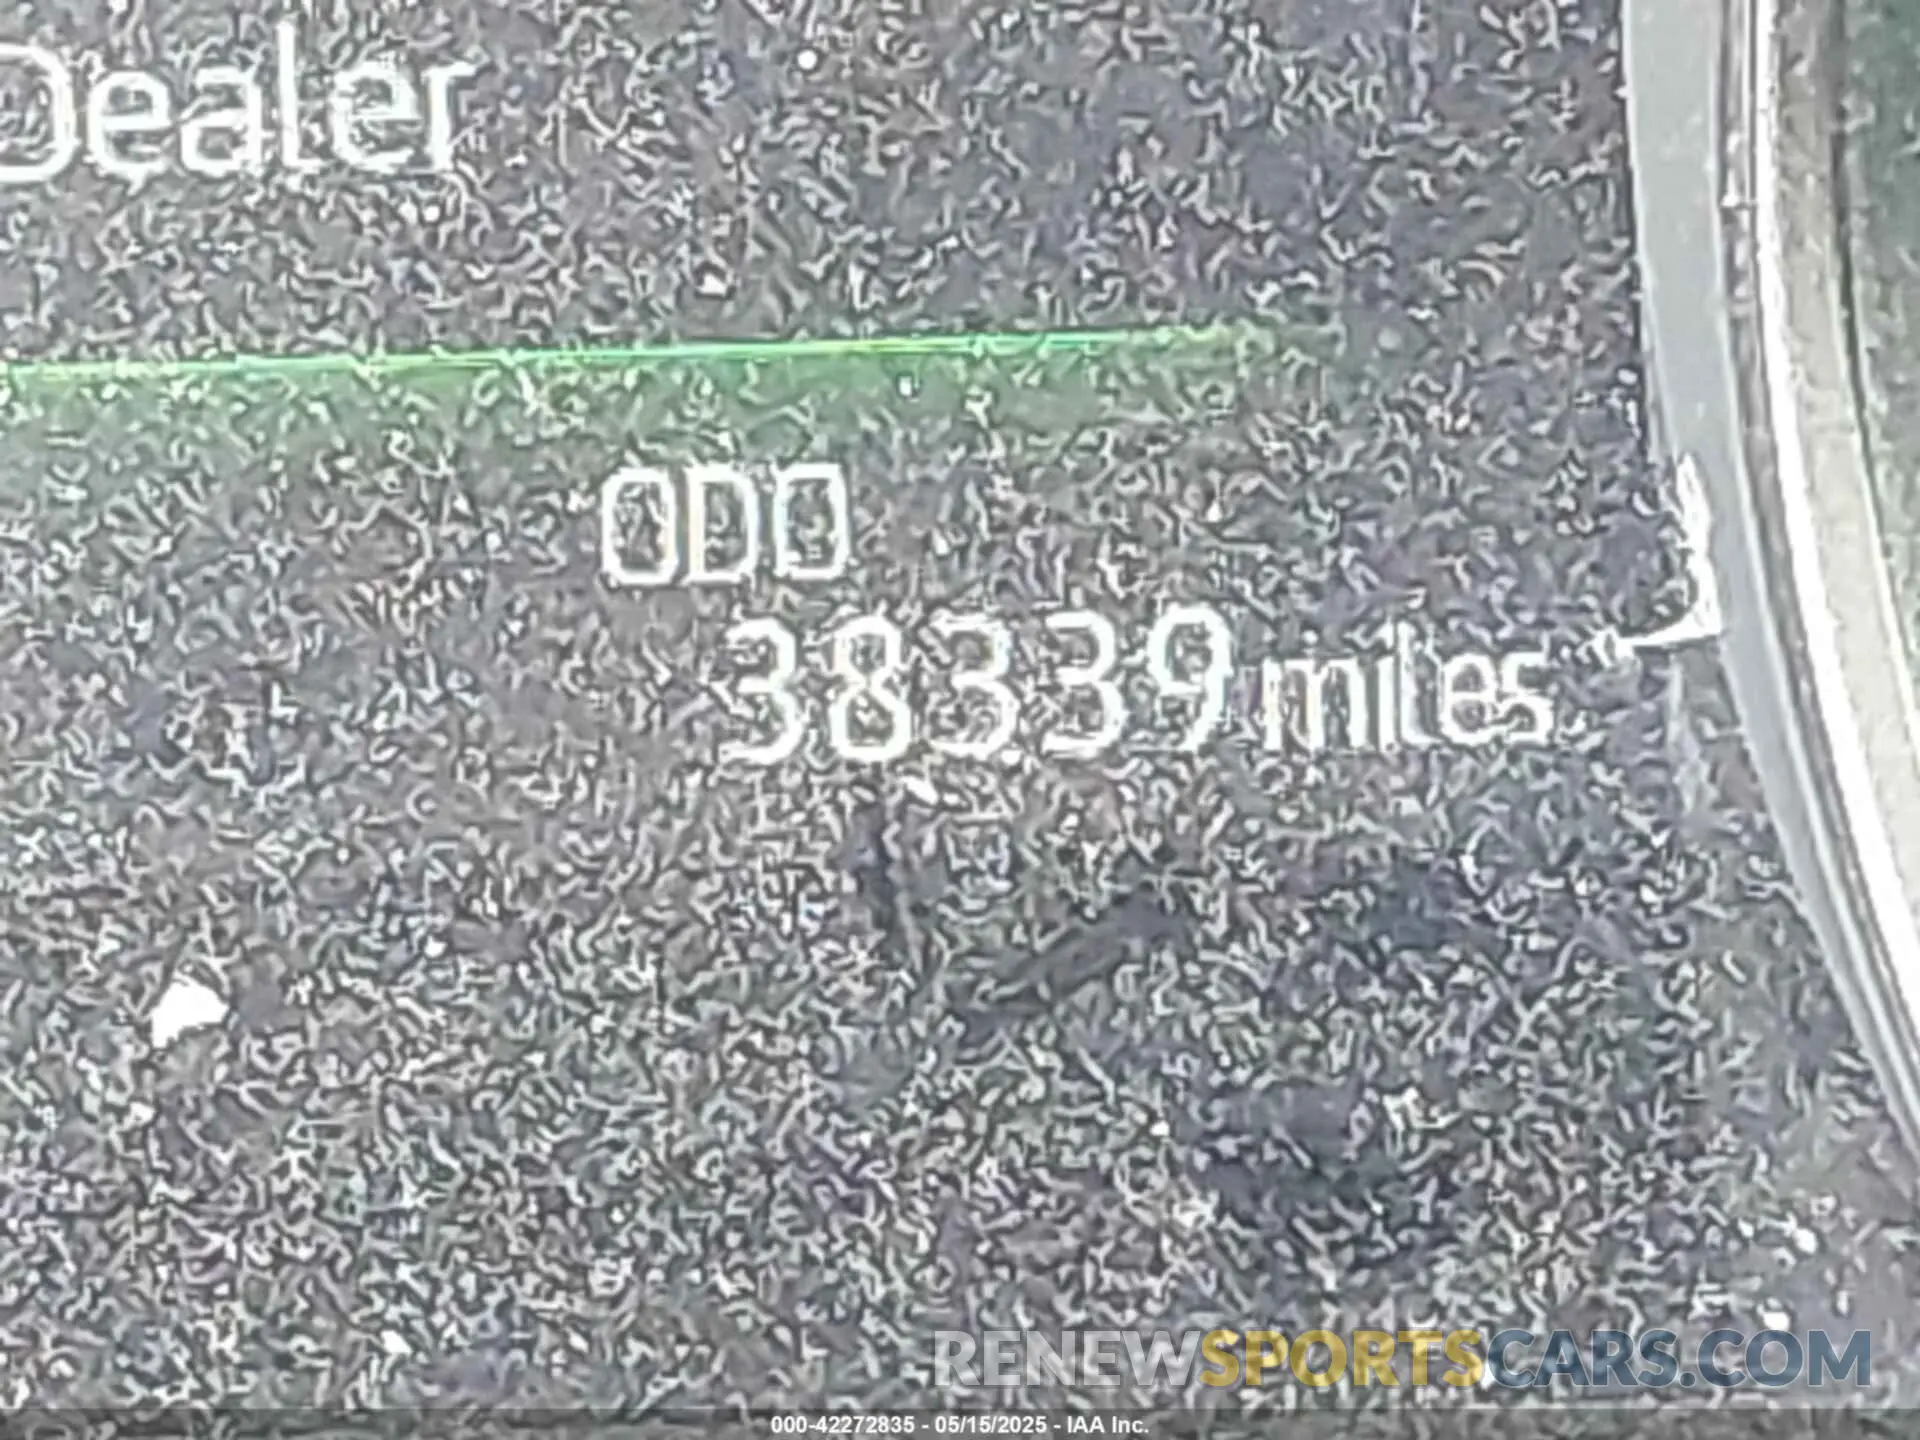 Dealer
ODO
38339 miles
RENEWSPORTSCARS.COM
000-42272835 - 05/15/2025 - IAA Inc.